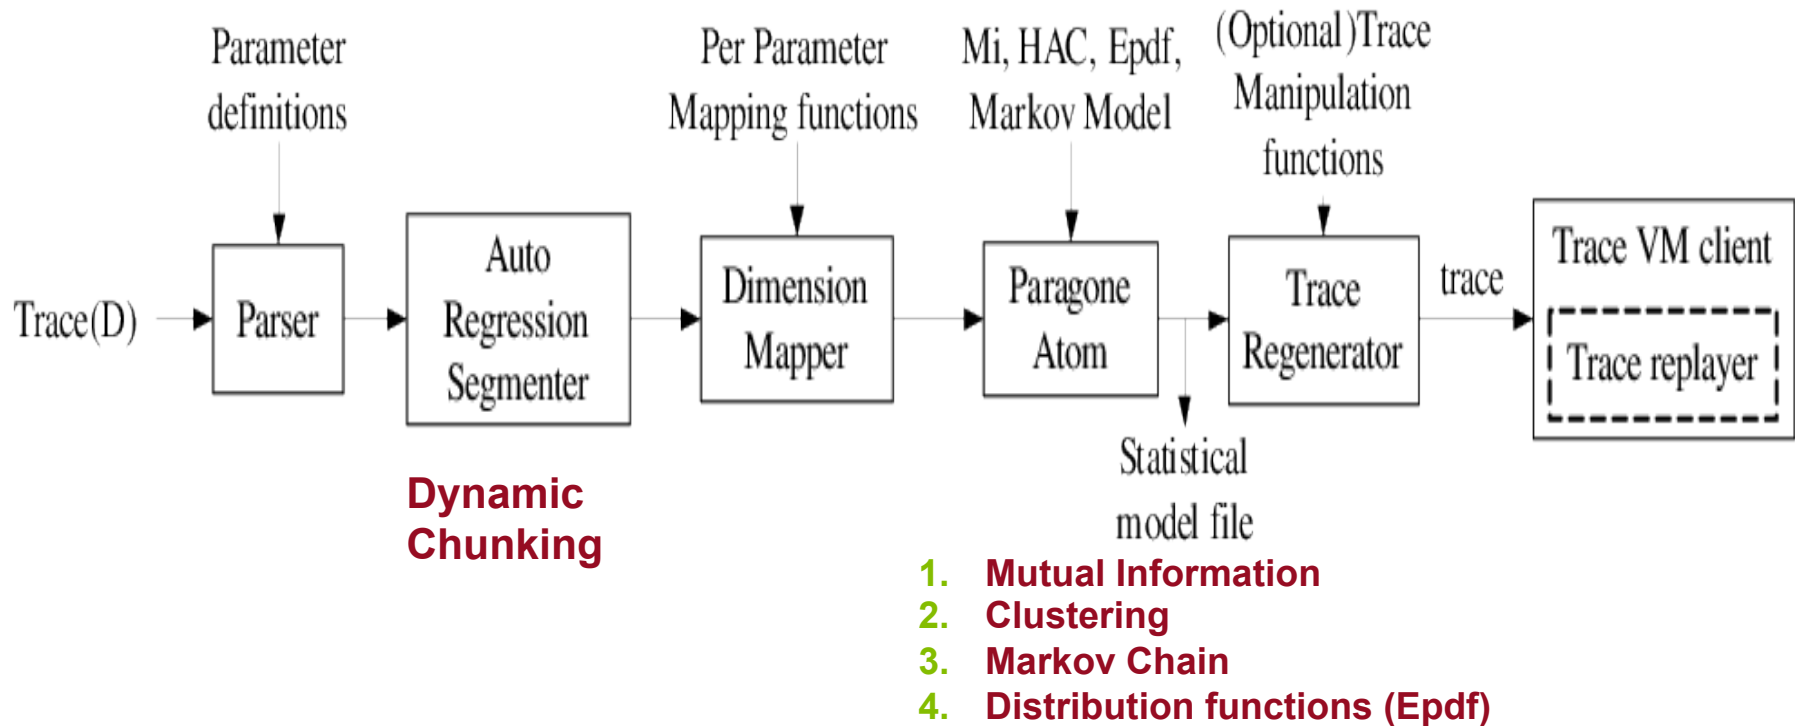 Parameter
definitions
Per Parameter
Mapping functions
Mi, HAC, Epdf,
Markov Model
(Optional)Trace
Manipulation
functions
Trace(D)
Parser
Auto
Regression
Segmenter
Dimension
Mapper
Paragone
Atom
Trace
Regenerator
trace
Trace VM client
Trace replayer
Dynamic
Chunking
Statistical
model file
1. Mutual Information
2. Clustering
3. Markov Chain
4. Distribution functions (Epdf)